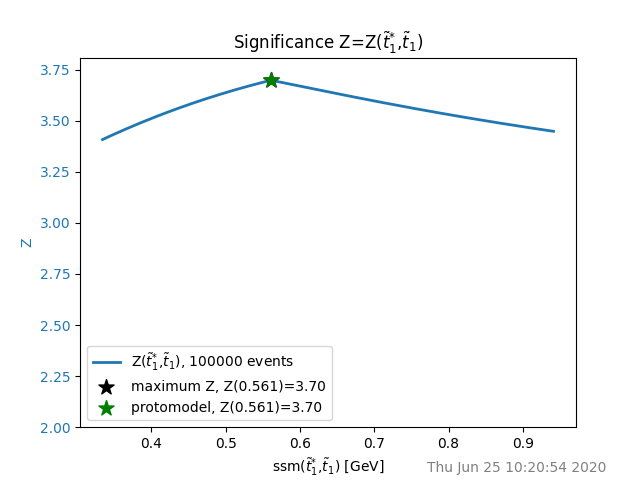 Significance Z=Z(t̃₁*,t̃₁)
3.75
3.50
3.25
3.00
2.75
2.50
2.25
2.00
Z
Z(t̃₁*,t̃₁), 100000 events
maximum Z, Z(0.561)=3.70
protomodel, Z(0.561)=3.70
0.4 0.5 0.6 0.7 0.8 0.9
ssm(t̃₁*,t̃₁) [GeV]
Thu Jun 25 10:20:54 2020